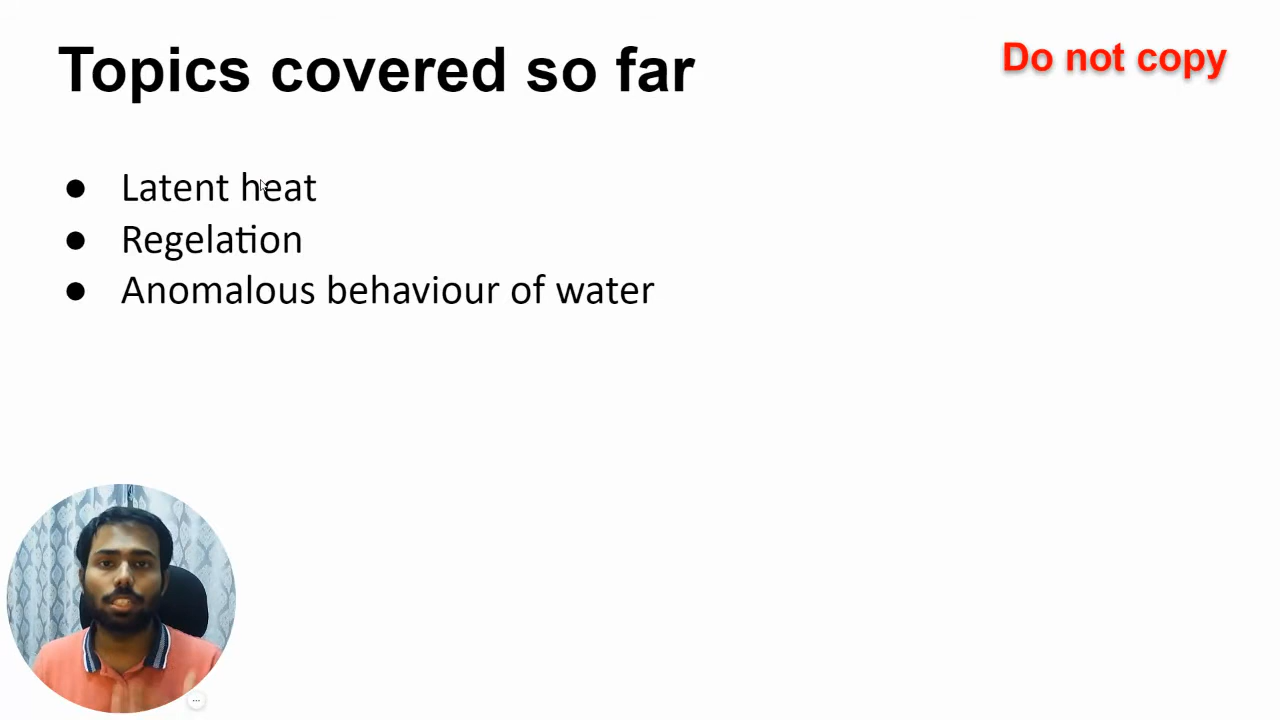 Topics covered so far
Do not copy
● Latent heat
● Regelation
● Anomalous behaviour of water